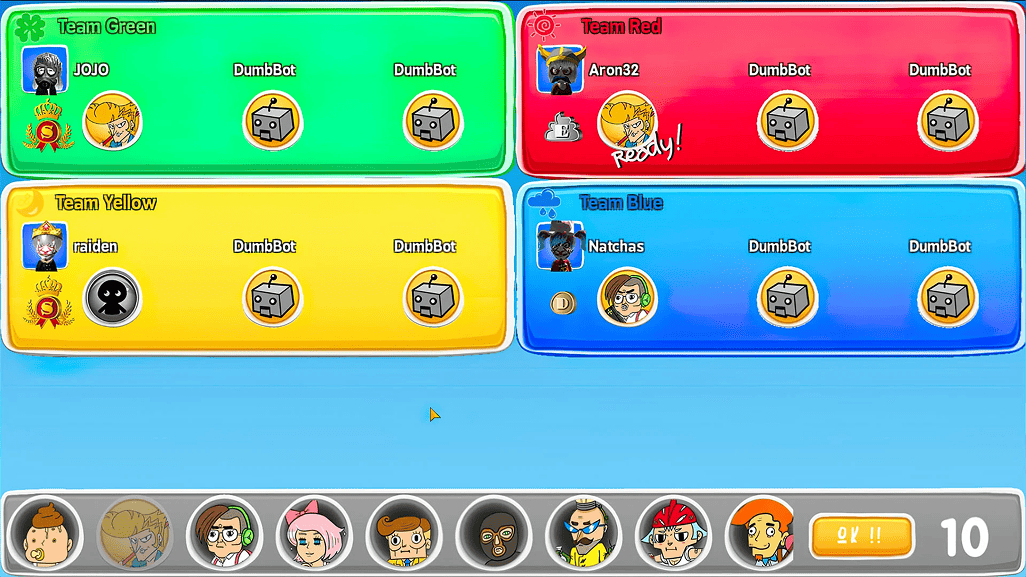 Team Green
JOJO DumbBot DumbBot
S
Team Red
Aron32 DumbBot DumbBot
E
Ready!
Team Yellow
raiden DumbBot DumbBot
S
Team Blue
Natchas DumbBot DumbBot
D
OK !!
10